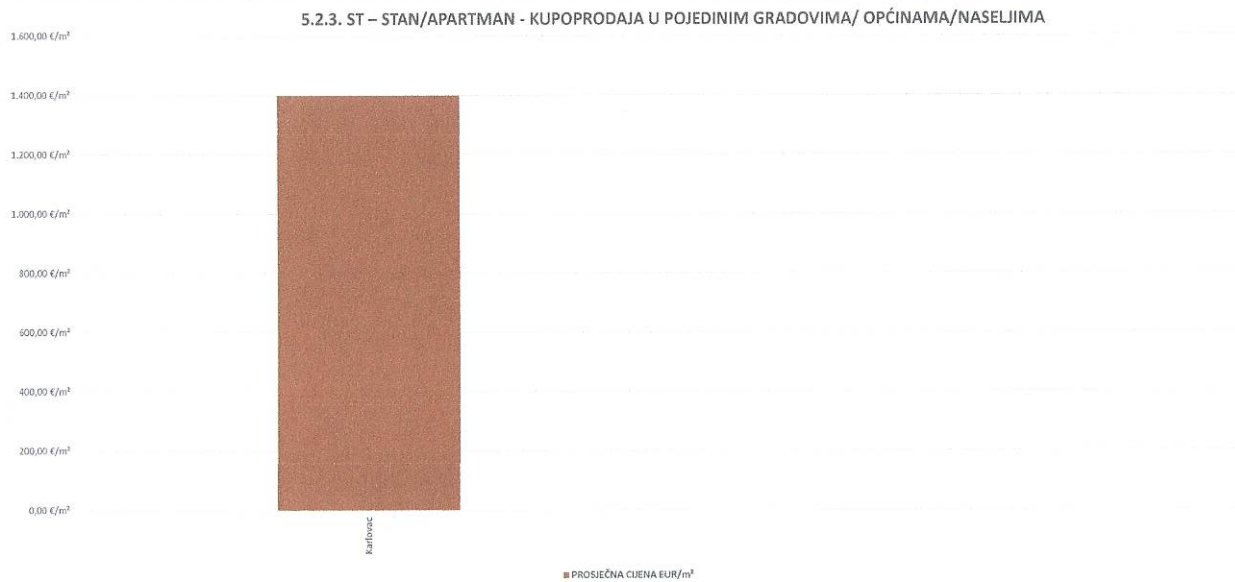 5.2.3. ST – STAN/APARTMAN - KUPOPRODAJA U POJEDINIM GRADOVIMA/ OPĆINAMA/NASELJIMA
1.600,00 €/m²
1.400,00 €/m²
1.200,00 €/m²
1.000,00 €/m²
800,00 €/m²
600,00 €/m²
400,00 €/m²
200,00 €/m²
0,00 €/m²
Karlovac
PROSJEČNA CIJENA EUR/m²